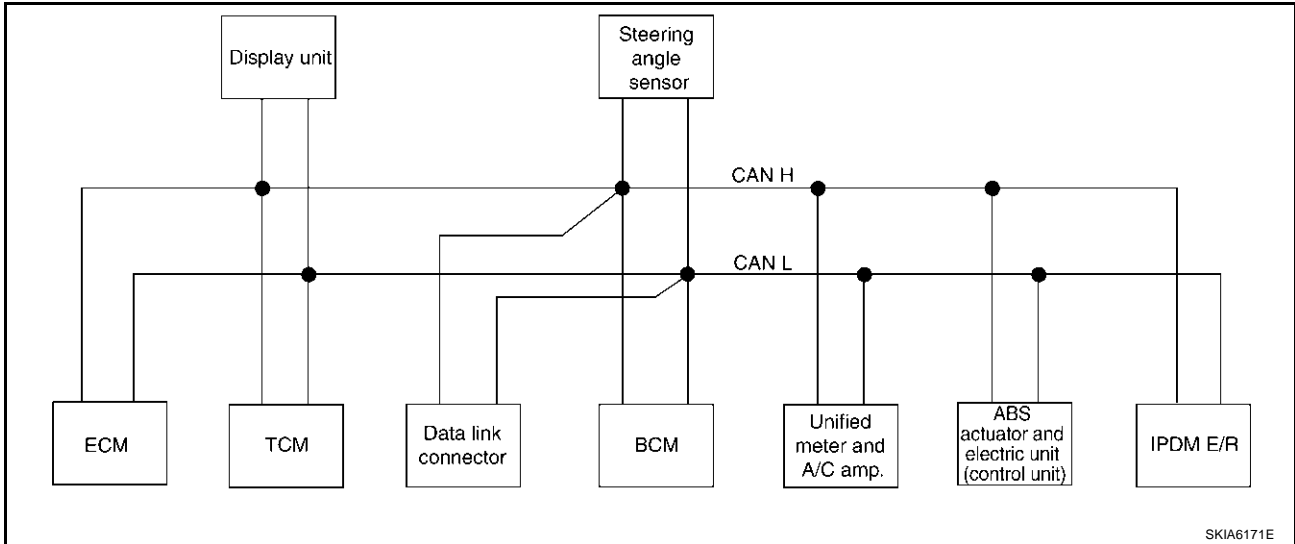 Display unit
Steering
angle
sensor
CAN H
CAN L
ECM
TCM
Data link
connector
BCM
Unified
meter and
A/C amp.
ABS
actuator and
electric unit
(control unit)
IPDM E/R
SKIA6171E